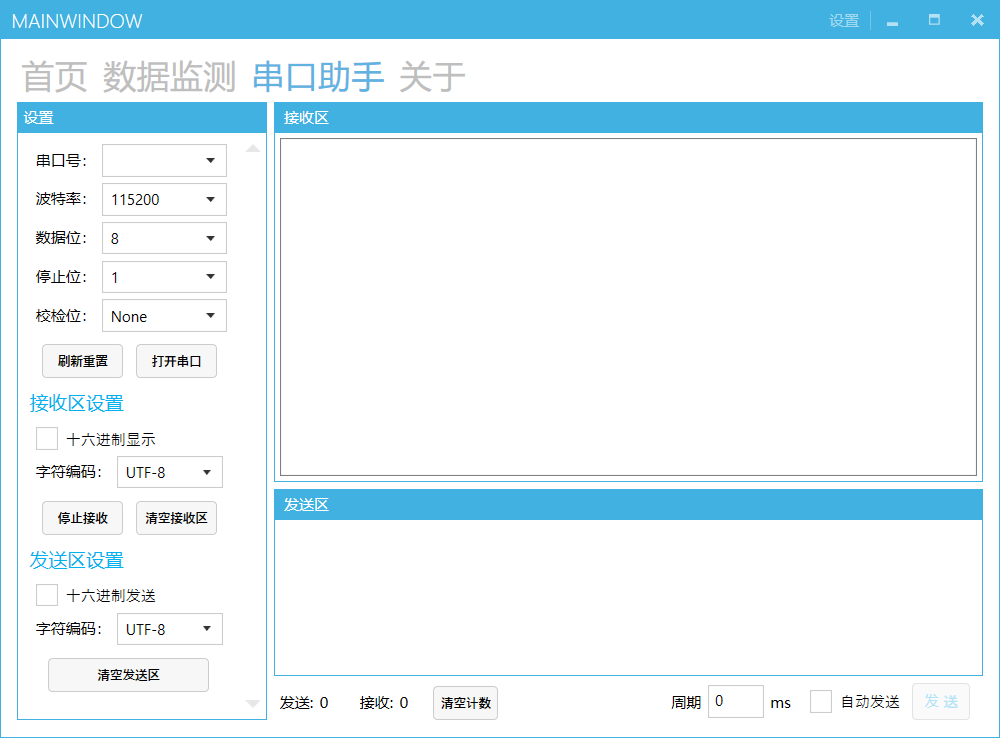 MAINWINDOW
设置
首页 数据监测 串口助手 关于
设置
串口号:
波特率: 115200
数据位: 8
停止位: 1
校检位: None
刷新重置 打开串口
接收区设置
十六进制显示
字符编码: UTF-8
停止接收 清空接收区
发送区设置
十六进制发送
字符编码: UTF-8
清空发送区
接收区
发送区
发送: 0 接收: 0 清空计数 周期 0 ms 自动发送 发 送